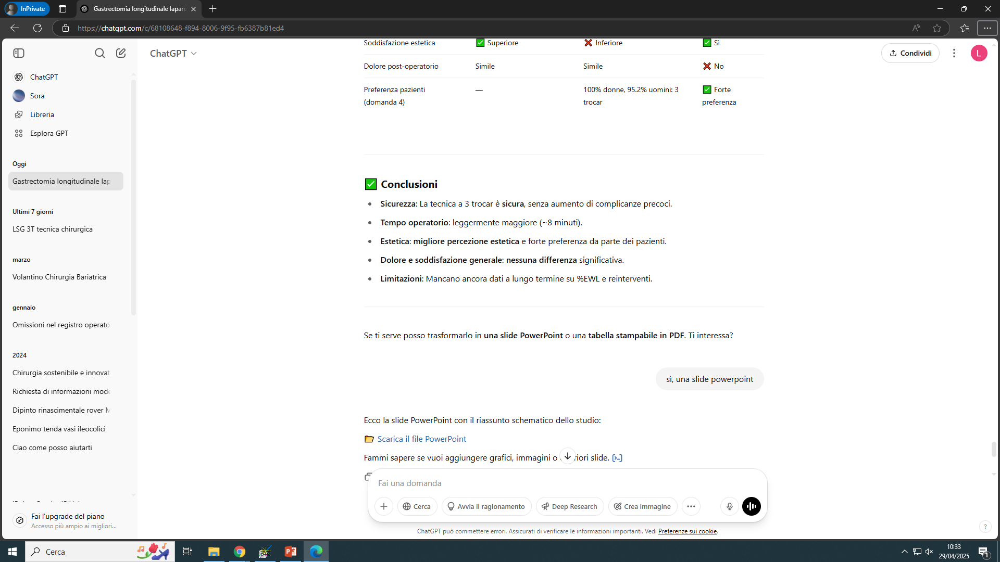 InPrivate
Gastrectomia longitudinale laparo
https://chatgpt.com/c/68108648-f894-8006-9f95-fb6387b81ed4
ChatGPT
Condividi
L
ChatGPT
Sora
Libreria
Esplora GPT
Oggi
Gastrectomia longitudinale lap
Ultimi 7 giorni
LSG 3T tecnica chirurgica
marzo
Volantino Chirurgia Bariatrica
gennaio
Omissioni nel registro operato
2024
Chirurgia sostenibile e innovat
Richiesta di informazioni mode
Dipinto rinascimentale rover M
Eponimo tenda vasi ileocolici
Ciao come posso aiutarti
Fai l’upgrade del piano
Accesso più ampio ai migliori...
Soddisfazione estetica ✅ Superiore ❌ Inferiore ✅ Sì
Dolore post-operatorio Simile Simile ❌ No
Preferenza pazienti — 100% donne, 95.2% uomini: 3 ✅ Forte
(domanda 4) trocar preferenza
✅ Conclusioni
• Sicurezza: La tecnica a 3 trocar è sicura, senza aumento di complicanze precoci.
• Tempo operatorio: leggermente maggiore (~8 minuti).
• Estetica: migliore percezione estetica e forte preferenza da parte dei pazienti.
• Dolore e soddisfazione generale: nessuna differenza significativa.
• Limitazioni: Mancano ancora dati a lungo termine su %EWL e reinterventi.
Se ti serve posso trasformarlo in una slide PowerPoint o una tabella stampabile in PDF. Ti interessa?
sì, una slide powerpoint
Ecco la slide PowerPoint con il riassunto schematico dello studio:
Scarica il file PowerPoint
Fammi sapere se vuoi aggiungere grafici, immagini o riori slide. [>-]
Fai una domanda
Cerca
Avvia il ragionamento
Deep Research
Crea immagine
ChatGPT può commettere errori. Assicurati di verificare le informazioni importanti. Vedi Preferenze sui cookie.
?
Cerca
10:33
29/04/2025
1